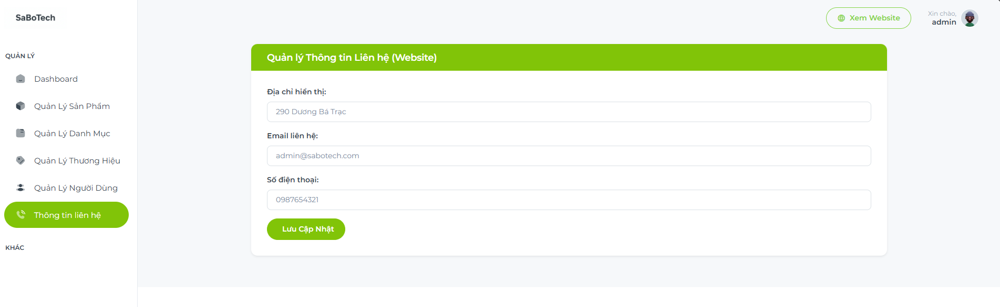 SaBoTech
Xem Website
Xin chào,
admin
QUẢN LÝ
Dashboard
Quản Lý Sản Phẩm
Quản Lý Danh Mục
Quản Lý Thương Hiệu
Quản Lý Người Dùng
Thông tin liên hệ
KHÁC
Quản lý Thông tin Liên hệ (Website)
Địa chỉ hiển thị:
290 Dương Bá Trạc
Email liên hệ:
admin@sabotech.com
Số điện thoại:
0987654321
Lưu Cập Nhật